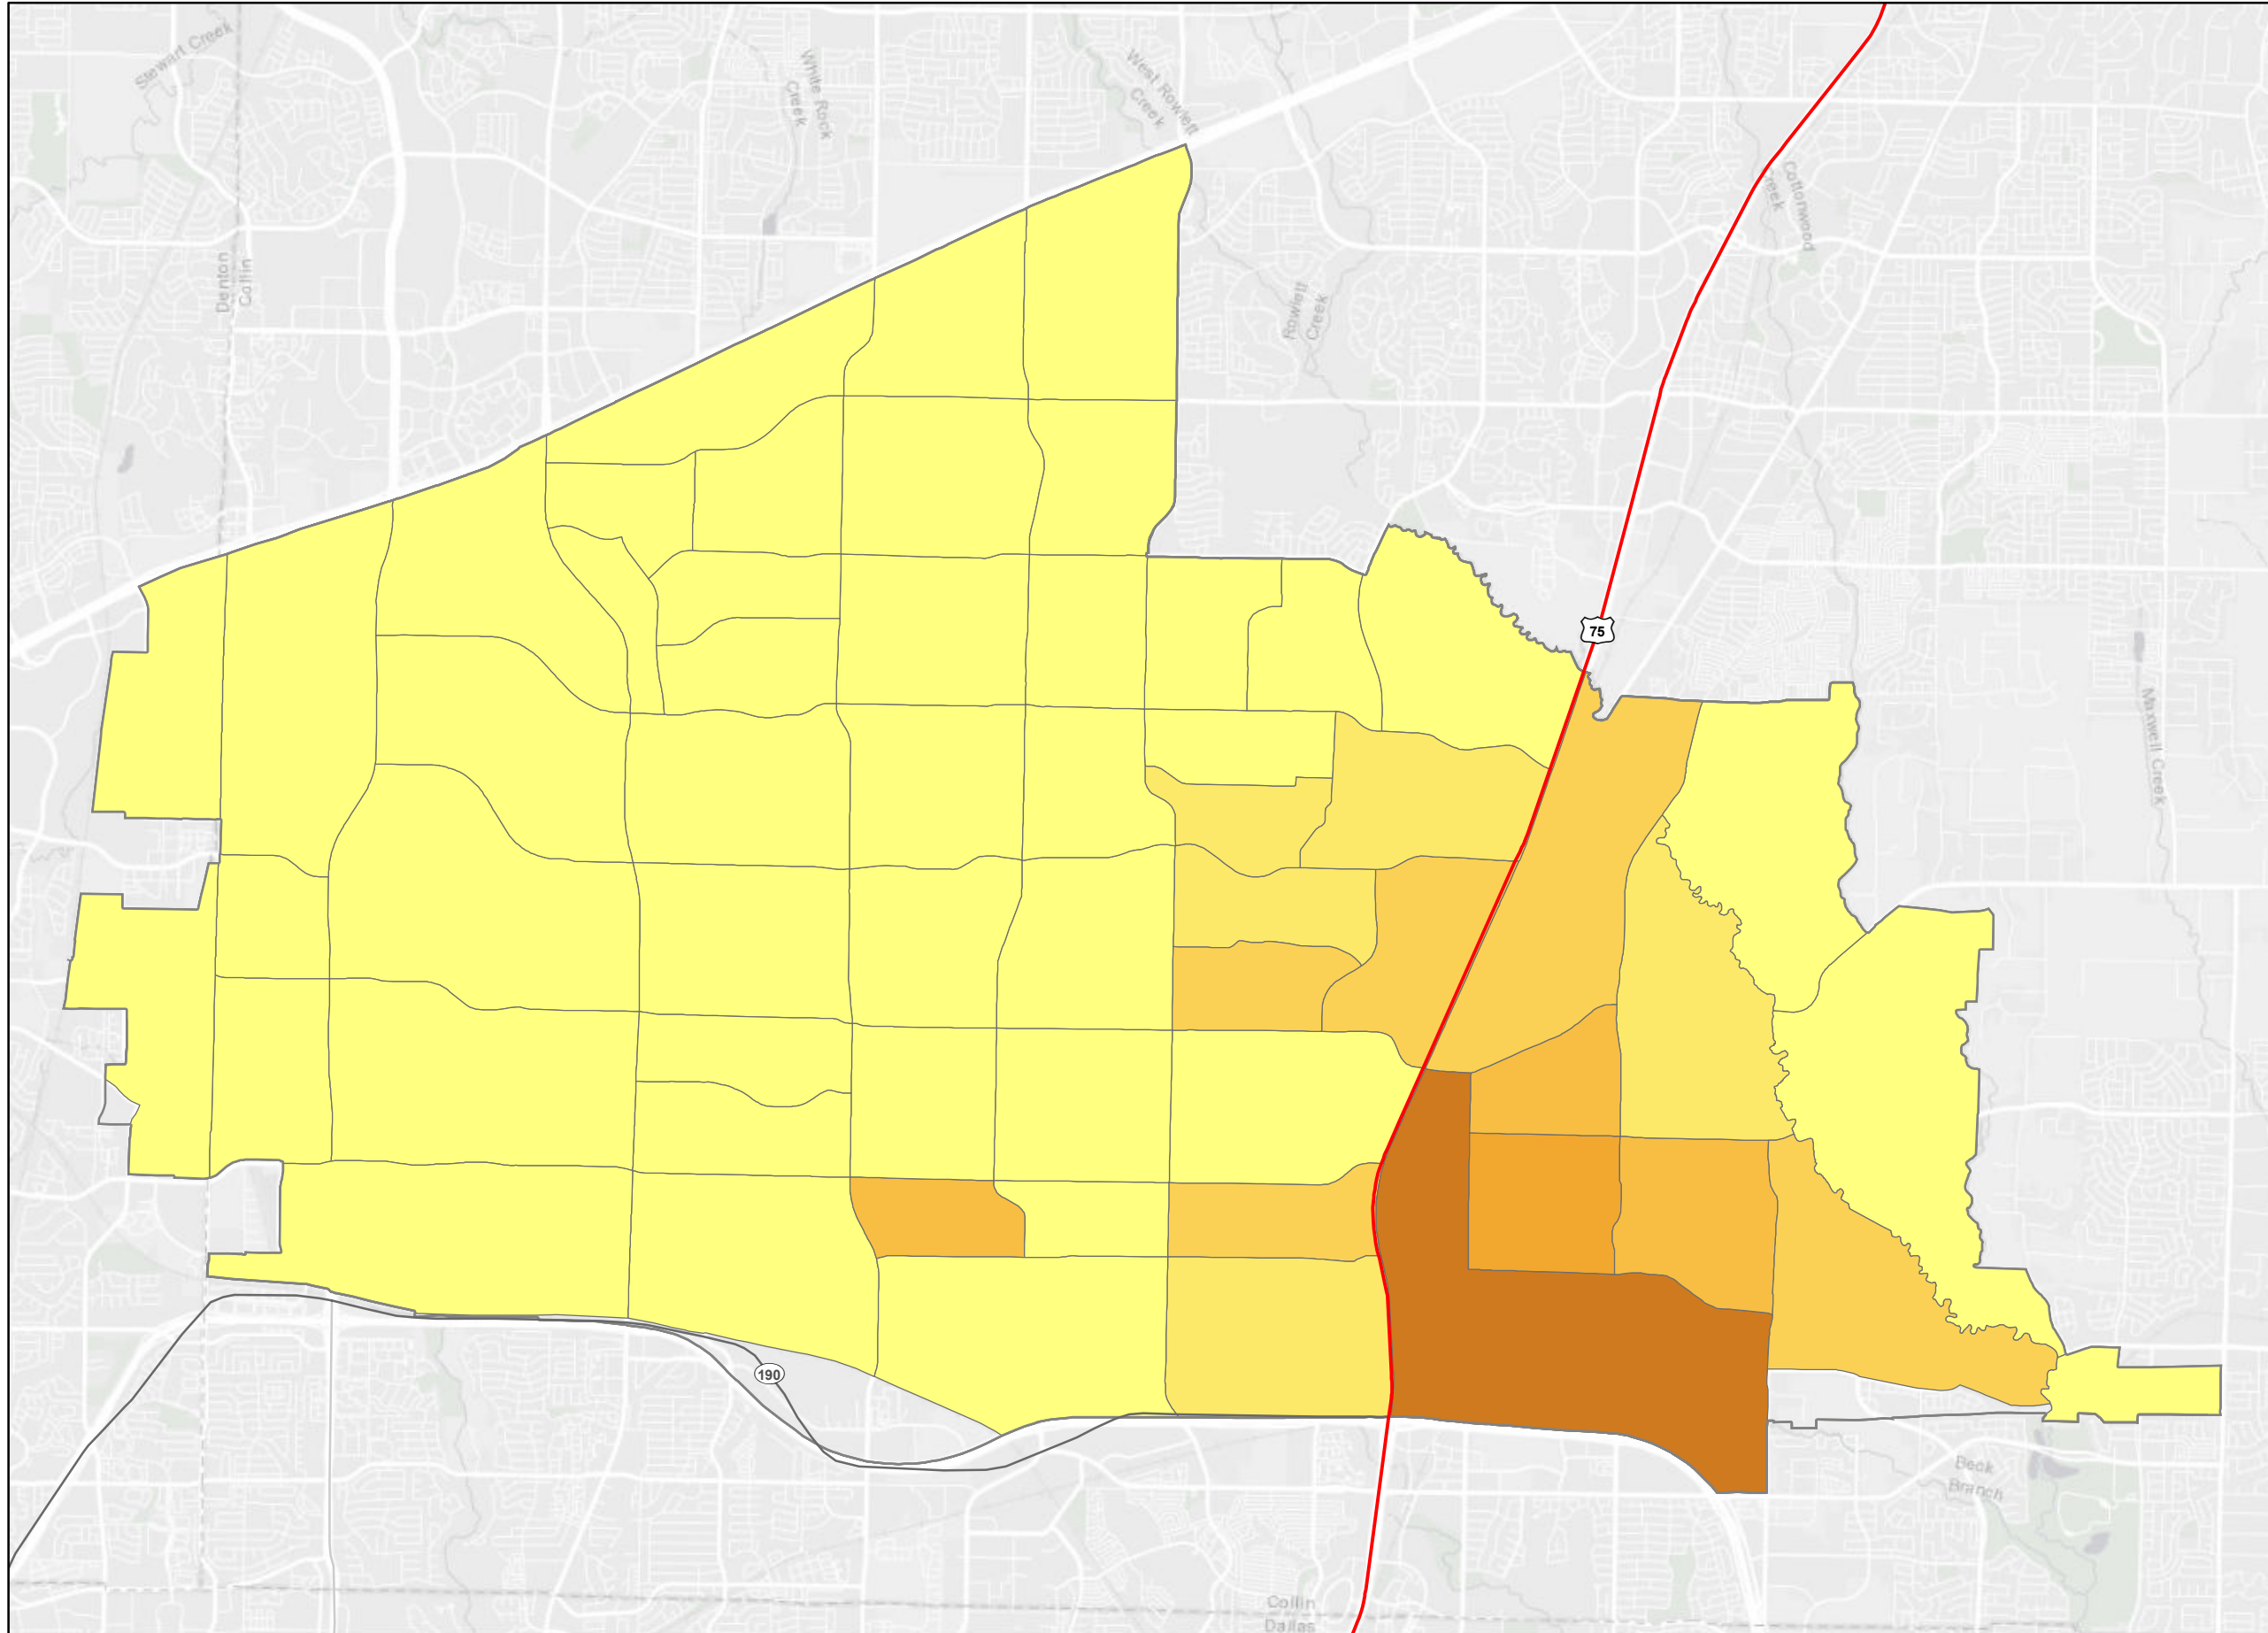 Stewart Creek
White Rock
Creek
West Rowlett
Creek
Cottonwood
Creek
Denton
Collin
Rowlett
Creek
75
Maxwell Creek
190
Beck
Branch
Collin
Dallas